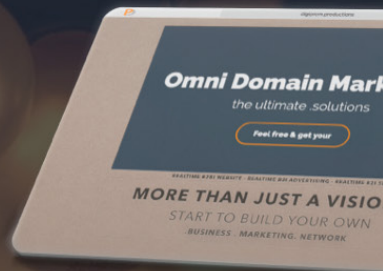 Omni Domain Mark
the ultimate .solutions
Feel free & get your
MORE THAN JUST A VISIO
START TO BUILD YOUR OWN
.BUSINESS . MARKETING. NETWORK